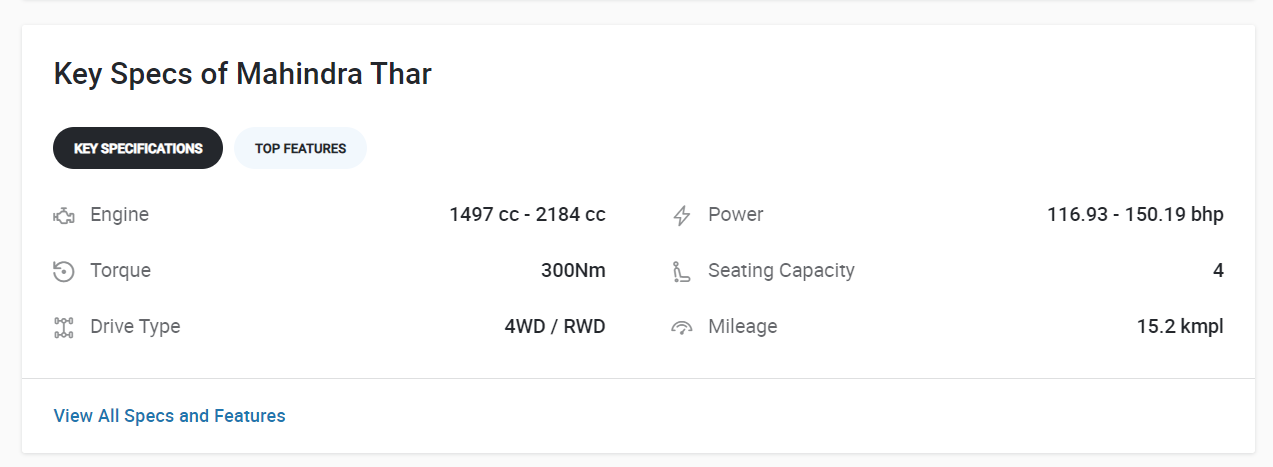 Key Specs of Mahindra Thar
KEY SPECIFICATIONS TOP FEATURES
Engine 1497 cc - 2184 cc Power 116.93 - 150.19 bhp
Torque 300Nm Seating Capacity 4
Drive Type 4WD / RWD Mileage 15.2 kmpl
View All Specs and Features